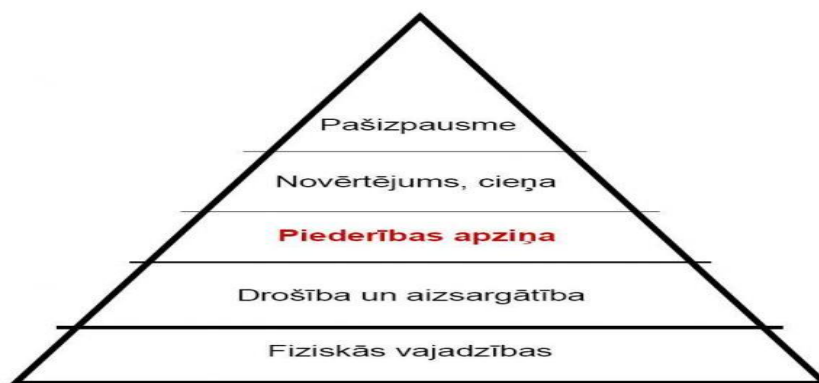 Pašizpausme
Novērtējums, cieņa
Piederības apziņa
Drošība un aizsargātība
Fiziskās vajadzības